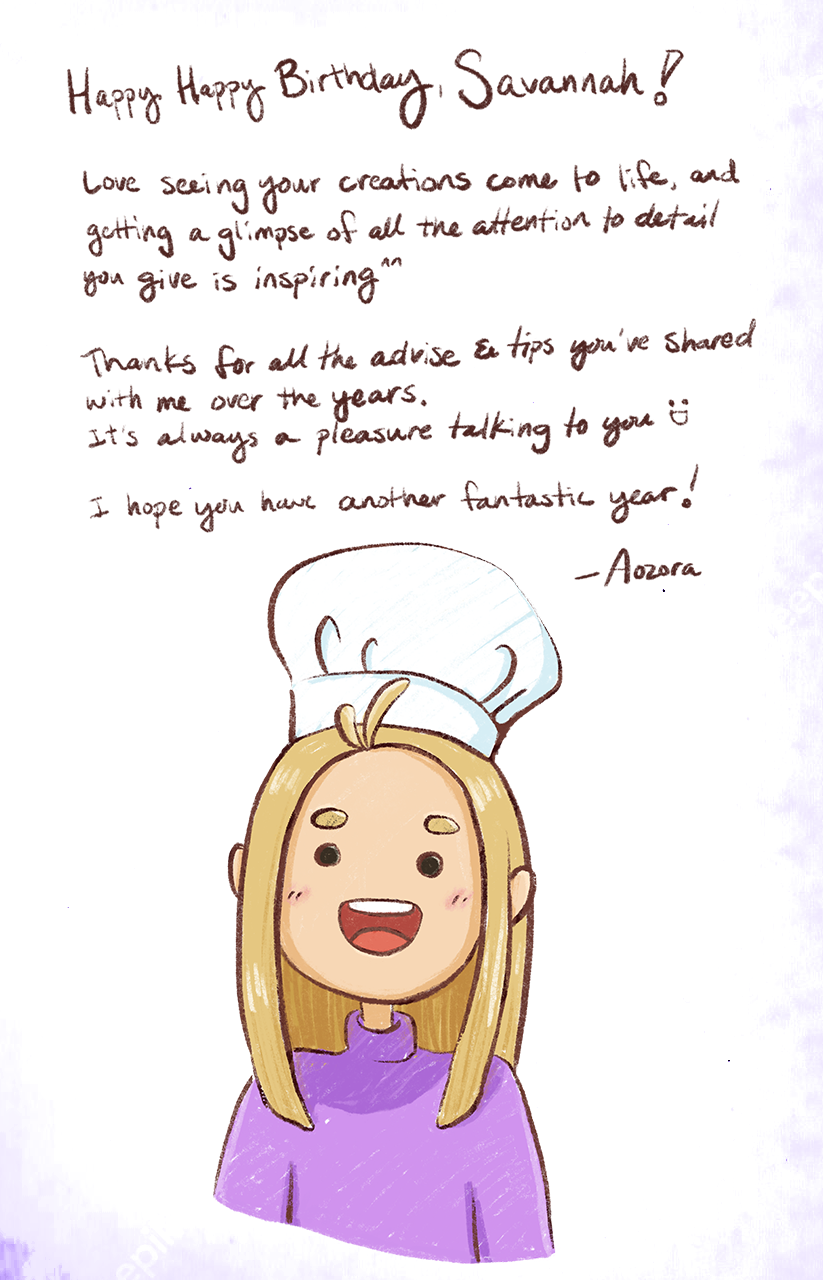 Happy Happy Birthday, Savannah!
Love seeing your creations come to life, and
getting a glimpse of all the attention to detail
you give is inspiring^^
Thanks for all the advise & tips you've shared
with me over the years.
It's always a pleasure talking to you :D
I hope you have another fantastic year!
—Aozora